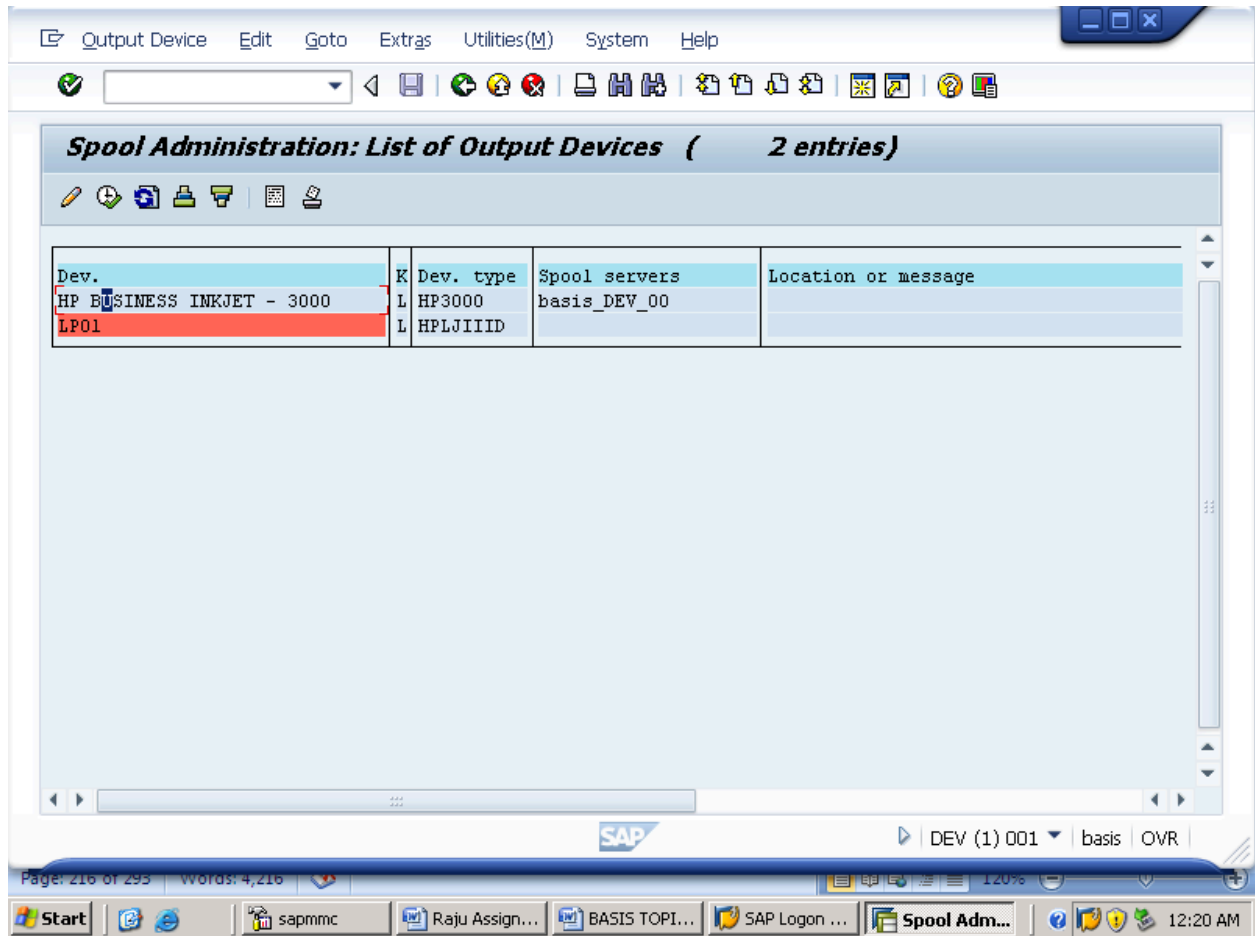 Output Device Edit Goto Extras Utilities(M) System Help
Spool Administration: List of Output Devices ( 2 entries)
Dev. K Dev. type Spool servers Location or message
HP BUSINESS INKJET - 3000 L HP3000 basis_DEV_00
LP01 L HPLJIIID
SAP DEV (1) 001 basis OVR
Page: 216 of 293 Words: 4,216 120%
Start sapmmc Raju Assign... BASIS TOPI... SAP Logon ... Spool Adm... 12:20 AM